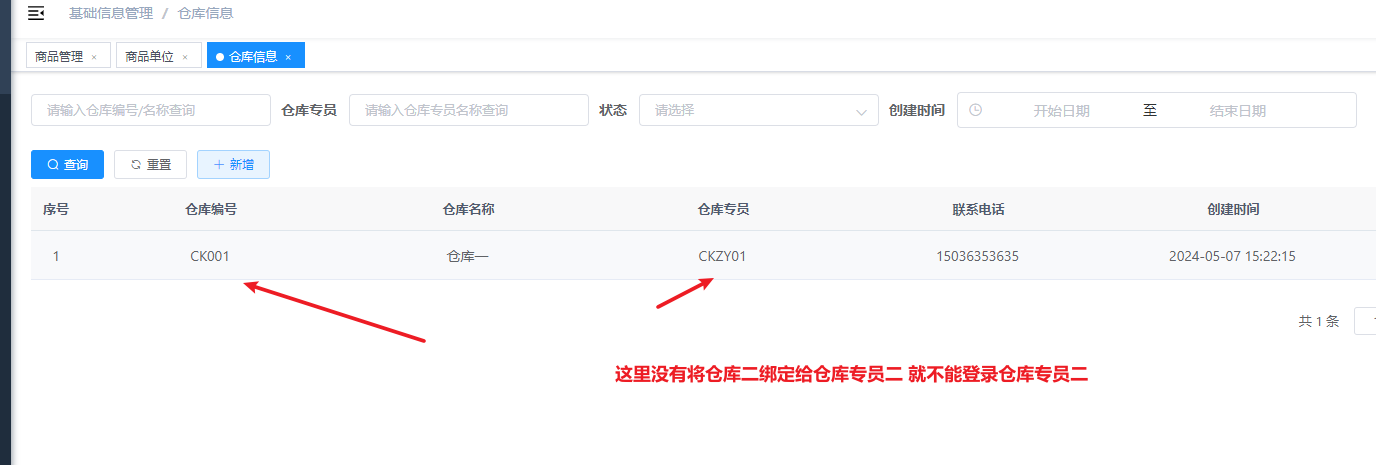 基础信息管理 / 仓库信息
商品管理 × 商品单位 × 仓库信息 ×
请输入仓库编号/名称查询 仓库专员 请输入仓库专员名称查询 状态 请选择 创建时间 开始日期 至 结束日期
查询 重置 + 新增
序号 仓库编号 仓库名称 仓库专员 联系电话 创建时间
1 CK001 仓库一 CKZY01 15036353635 2024-05-07 15:22:15
共 1 条
这里没有将仓库二绑定给仓库专员二 就不能登录仓库专员二